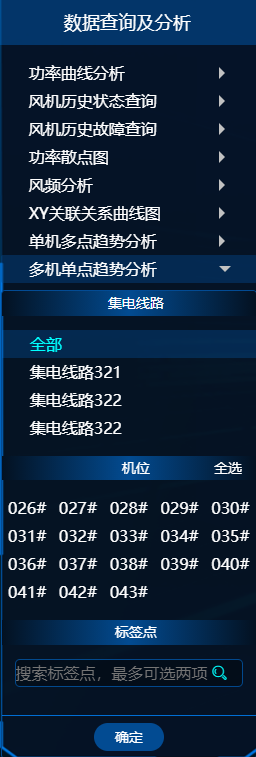 数据查询及分析
功率曲线分析
风机历史状态查询
风机历史故障查询
功率散点图
风频分析
XY关联关系曲线图
单机多点趋势分析
多机单点趋势分析
集电线路
全部
集电线路321
集电线路322
集电线路322
机位 全选
026# 027# 028# 029# 030#
031# 032# 033# 034# 035#
036# 037# 038# 039# 040#
041# 042# 043#
标签点
搜索标签点，最多可选两项
确定